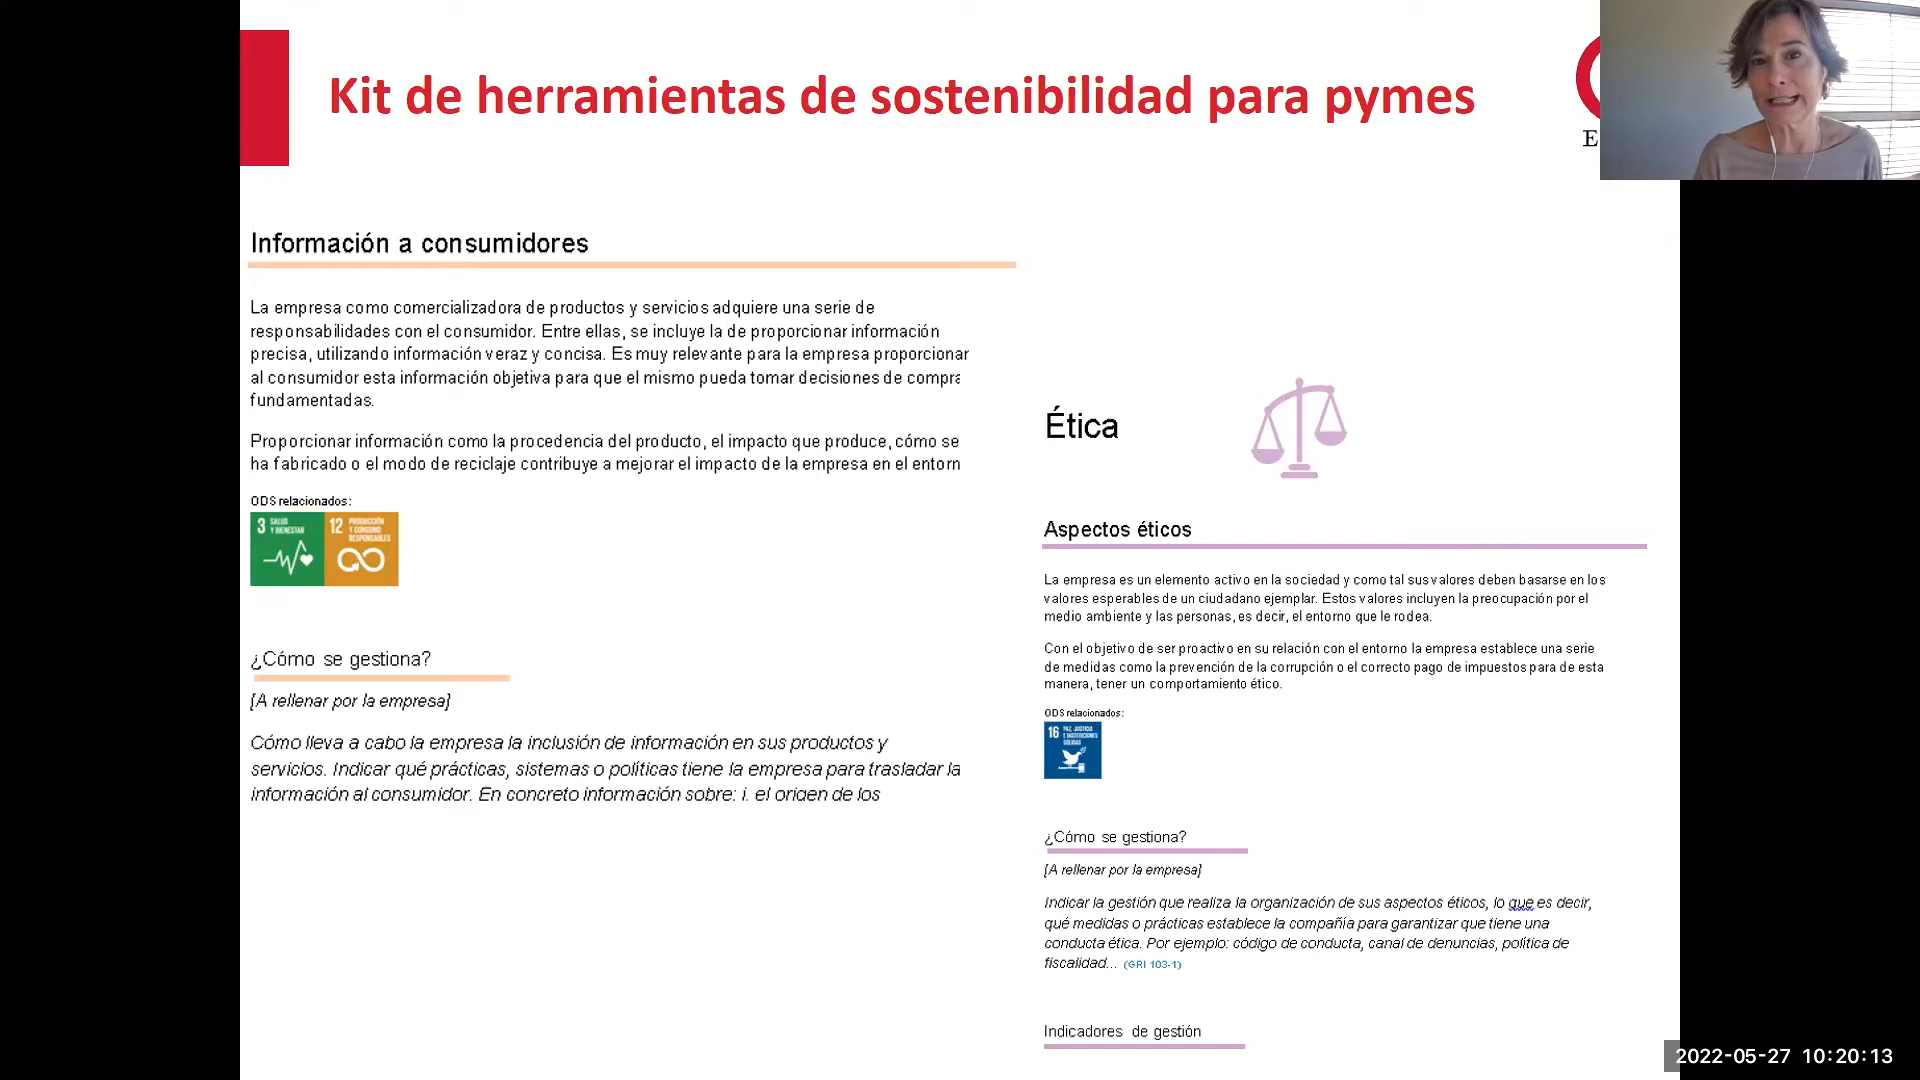 Kit de herramientas de sostenibilidad para pymes
E
Información a consumidores
La empresa como comercializadora de productos y servicios adquiere una serie de
responsabilidades con el consumidor. Entre ellas, se incluye la de proporcionar información
precisa, utilizando información veraz y concisa. Es muy relevante para la empresa proporcionar
al consumidor esta información objetiva para que el mismo pueda tomar decisiones de compra
fundamentadas.
Proporcionar información como la procedencia del producto, el impacto que produce, cómo se
ha fabricado o el modo de reciclaje contribuye a mejorar el impacto de la empresa en el entorn
ODS relacionados:
3 SALUD
Y BIENESTAR
12 PRODUCCIÓN
Y CONSUMO
RESPONSABLES
¿Cómo se gestiona?
[A rellenar por la empresa]
Cómo lleva a cabo la empresa la inclusión de información en sus productos y
servicios. Indicar qué prácticas, sistemas o políticas tiene la empresa para trasladar la
información al consumidor. En concreto información sobre: i. el origen de los
Ética
Aspectos éticos
La empresa es un elemento activo en la sociedad y como tal sus valores deben basarse en los
valores esperables de un ciudadano ejemplar. Estos valores incluyen la preocupación por el
medio ambiente y las personas, es decir, el entorno que le rodea.
Con el objetivo de ser proactivo en su relación con el entorno la empresa establece una serie
de medidas como la prevención de la corrupción o el correcto pago de impuestos para de esta
manera, tener un comportamiento ético.
ODS relacionados:
16 PAZ, JUSTICIA
E INSTITUCIONES
SÓLIDAS
¿Cómo se gestiona?
[A rellenar por la empresa]
Indicar la gestión que realiza la organización de sus aspectos éticos, lo que es decir,
qué medidas o prácticas establece la compañía para garantizar que tiene una
conducta ética. Por ejemplo: código de conducta, canal de denuncias, política de
fiscalidad... (GRI 103-1)
Indicadores de gestión
2022-05-27 10:20:13